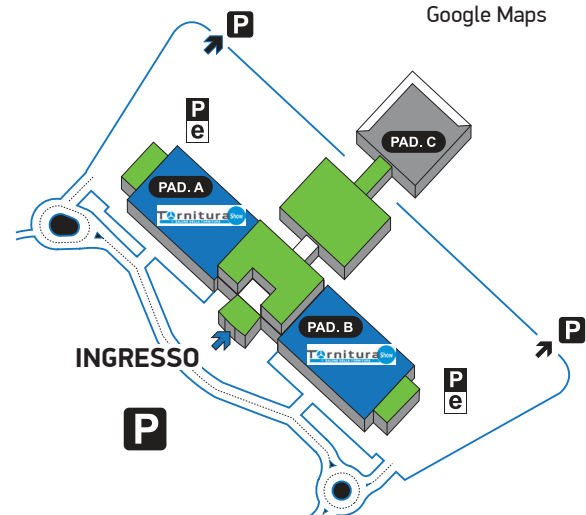 Google Maps
P
P
e
PAD. C
PAD. A
Tornitura Show
PAD. B
Tornitura Show
INGRESSO
P
P
e
P